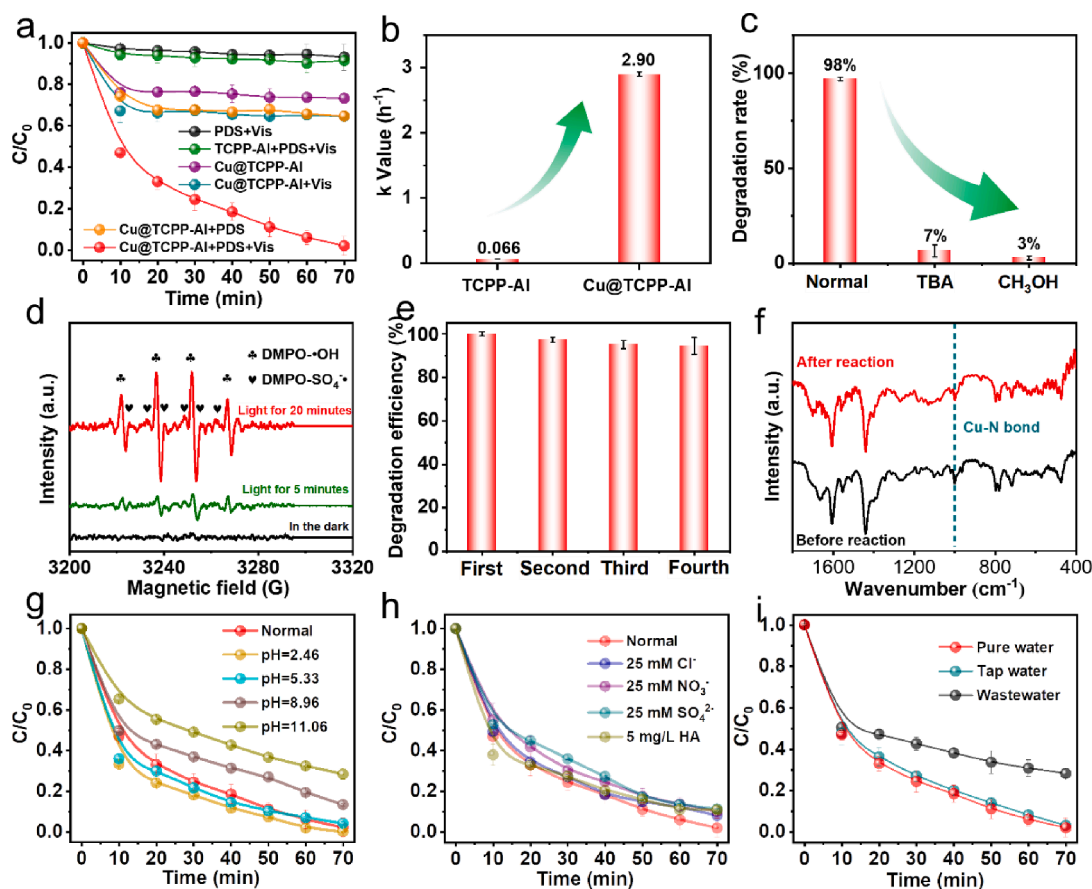 a
C/C₀
1.0
0.8
0.6
0.4
0.2
0.0
PDS+Vis
TCPP-Al+PDS+Vis
Cu@TCPP-Al
Cu@TCPP-Al+Vis
Cu@TCPP-Al+PDS
Cu@TCPP-Al+PDS+Vis
0 10 20 30 40 50 60 70
Time (min)
b
k Value (h⁻¹)
3
2
1
0
2.90
0.066
TCPP-Al Cu@TCPP-Al
c
Degradation rate (%)
100
50
0
98%
7%
3%
Normal TBA CH₃OH
d
Intensity (a.u.)
♣ DMPO-•OH
♥ DMPO-SO₄⁻•
Light for 20 minutes
Light for 5 minutes
In the dark
3200 3240 3280 3320
Magnetic field (G)
e
Degradation efficiency (%)
100
80
60
40
20
0
First Second Third Fourth
f
Intensity (a.u.)
After reaction
Cu-N bond
Before reaction
1600 1200 800 400
Wavenumber (cm⁻¹)
g
C/C₀
1.0
0.8
0.6
0.4
0.2
0.0
Normal
pH=2.46
pH=5.33
pH=8.96
pH=11.06
0 10 20 30 40 50 60 70
Time (min)
h
C/C₀
1.0
0.8
0.6
0.4
0.2
0.0
Normal
25 mM Cl⁻
25 mM NO₃⁻
25 mM SO₄²⁻
5 mg/L HA
0 10 20 30 40 50 60 70
Time (min)
i
C/C₀
1.0
0.8
0.6
0.4
0.2
0.0
Pure water
Tap water
Wastewater
0 10 20 30 40 50 60 70
Time (min)